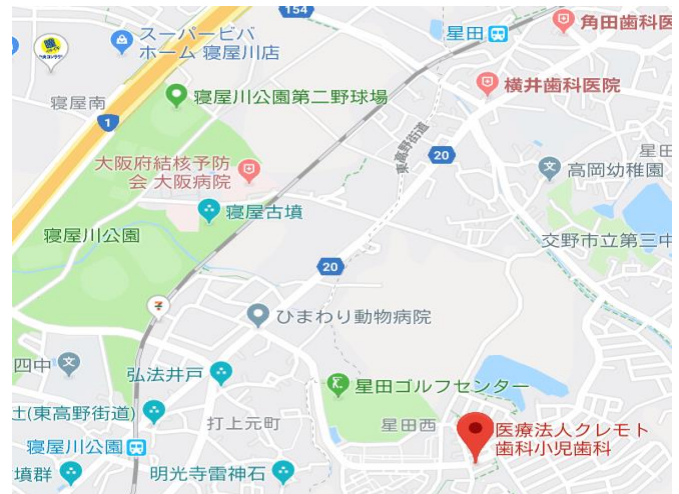 154
スーパービバ
ホーム 寝屋川店
星田
角田歯科医
横井歯科医院
寝屋南
寝屋川公園第二野球場
1
東高野街道
20
大阪府結核予防
会 大阪病院
星田
高岡幼稚園
寝屋古墳
寝屋川公園
交野市立第三中
20
ひまわり動物病院
四中
文
弘法井戸
星田ゴルフセンター
辻(東高野街道)
打上元町
星田西
医療法人クレモト
歯科小児歯科
寝屋川公園
墳群
明光寺雷神石